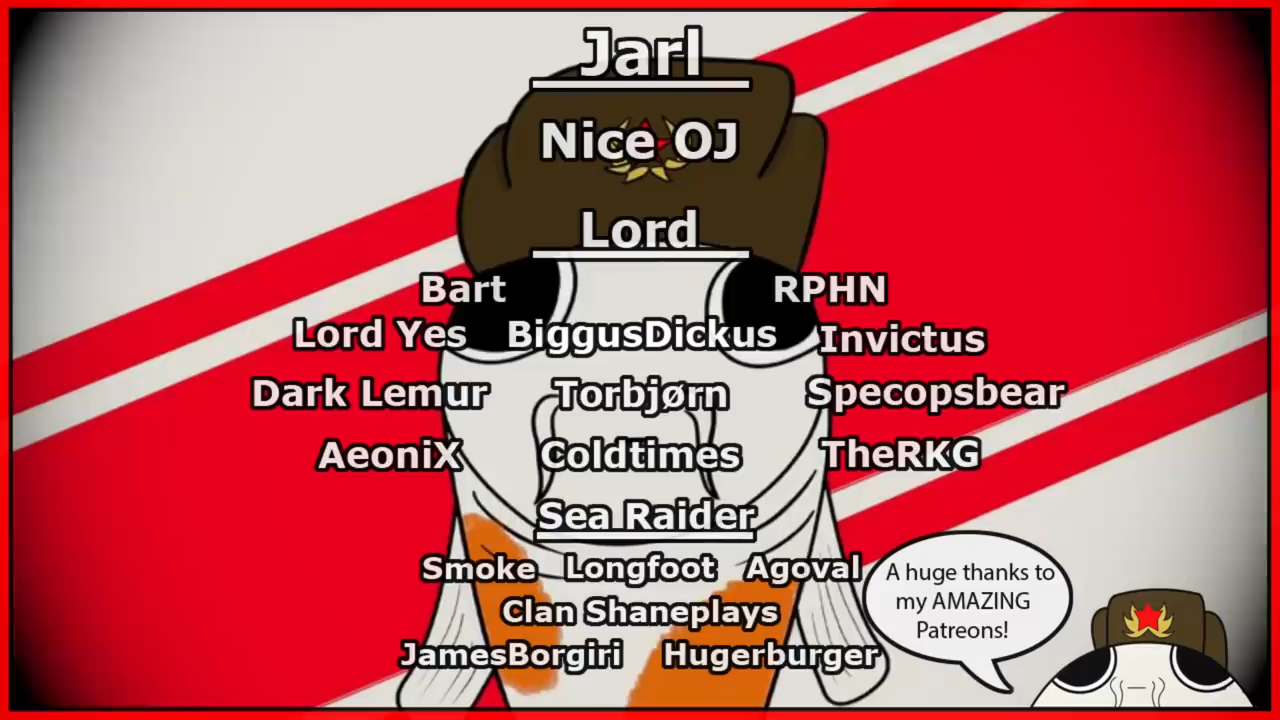 Jarl
Nice OJ
Lord
Bart RPHN
Lord Yes BiggusDickus Invictus
Dark Lemur Torbjørn Specopsbear
AeoniX Coldtimes TheRKG
Sea Raider
Smoke Longfoot Agoval
Clan Shaneplays
JamesBorgiri Hugerburger
A huge thanks to
my AMAZING
Patreons!